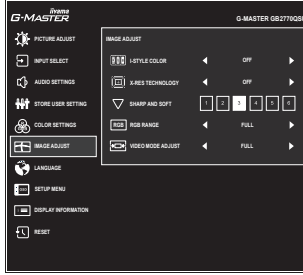 iiyama
G-MASTER
G-MASTER GB2770QSU
PICTURE ADJUST
INPUT SELECT
AUDIO SETTINGS
STORE USER SETTING
COLOR SETTINGS
IMAGE ADJUST
LANGUAGE
SETUP MENU
DISPLAY INFORMATION
RESET
IMAGE ADJUST
I-STYLE COLOR OFF
X-RES TECHNOLOGY OFF
SHARP AND SOFT 1 2 3 4 5 6
RGB RGB RANGE FULL
VIDEO MODE ADJUST FULL
OSD